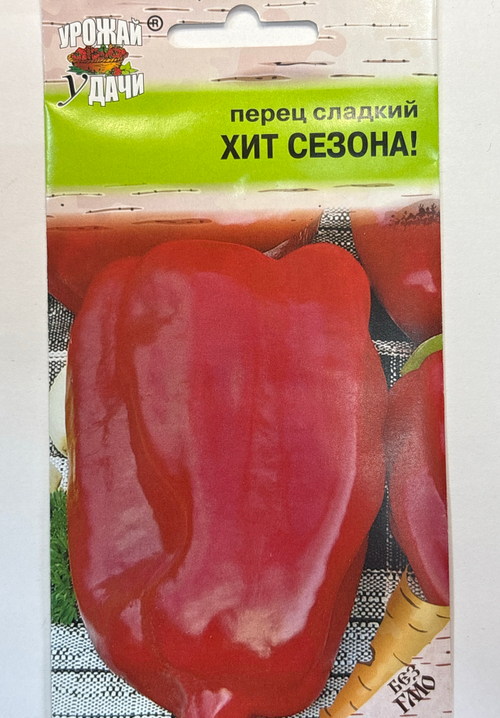 УРОЖАЙ ®
УДАЧИ
перец сладкий
ХИТ СЕЗОНА!
БЕЗ
ГМО